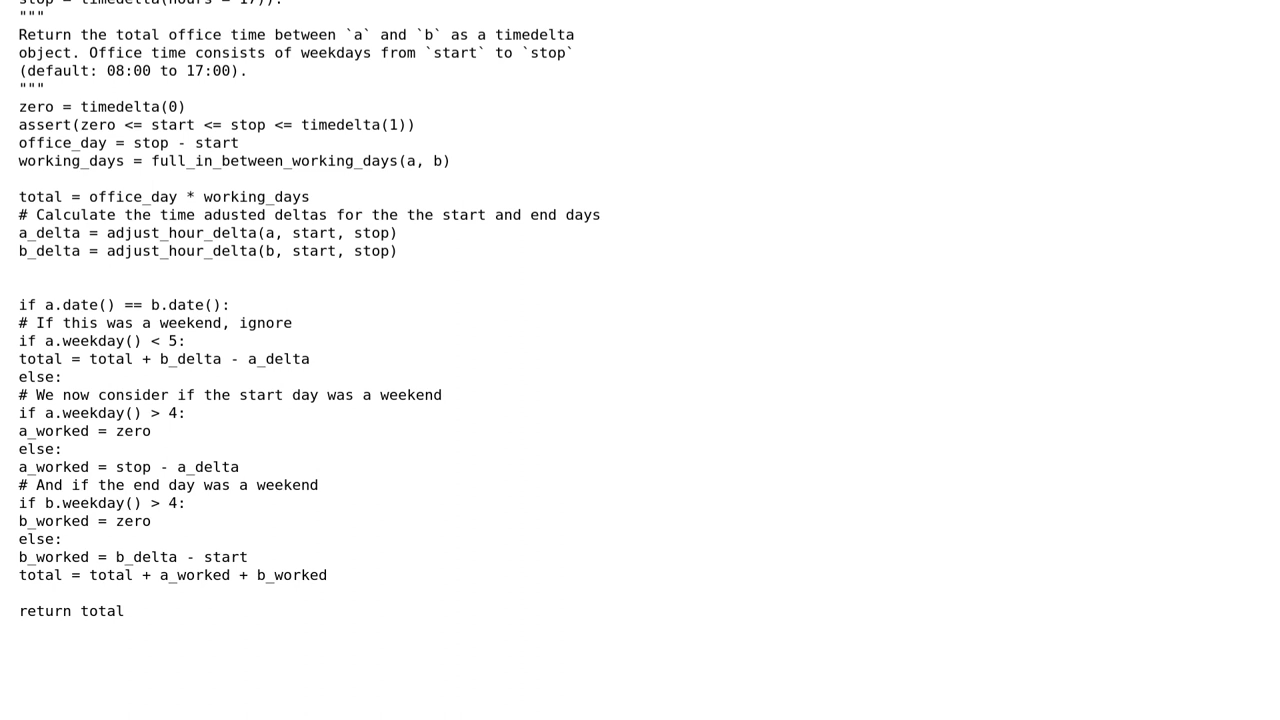 stop = timedelta(hours = 17)):
"""
Return the total office time between `a` and `b` as a timedelta
object. Office time consists of weekdays from `start` to `stop`
(default: 08:00 to 17:00).
"""
zero = timedelta(0)
assert(zero <= start <= stop <= timedelta(1))
office_day = stop - start
working_days = full_in_between_working_days(a, b)
total = office_day * working_days
# Calculate the time adusted deltas for the the start and end days
a_delta = adjust_hour_delta(a, start, stop)
b_delta = adjust_hour_delta(b, start, stop)
if a.date() == b.date():
# If this was a weekend, ignore
if a.weekday() < 5:
total = total + b_delta - a_delta
else:
# We now consider if the start day was a weekend
if a.weekday() > 4:
a_worked = zero
else:
a_worked = stop - a_delta
# And if the end day was a weekend
if b.weekday() > 4:
b_worked = zero
else:
b_worked = b_delta - start
total = total + a_worked + b_worked
return total